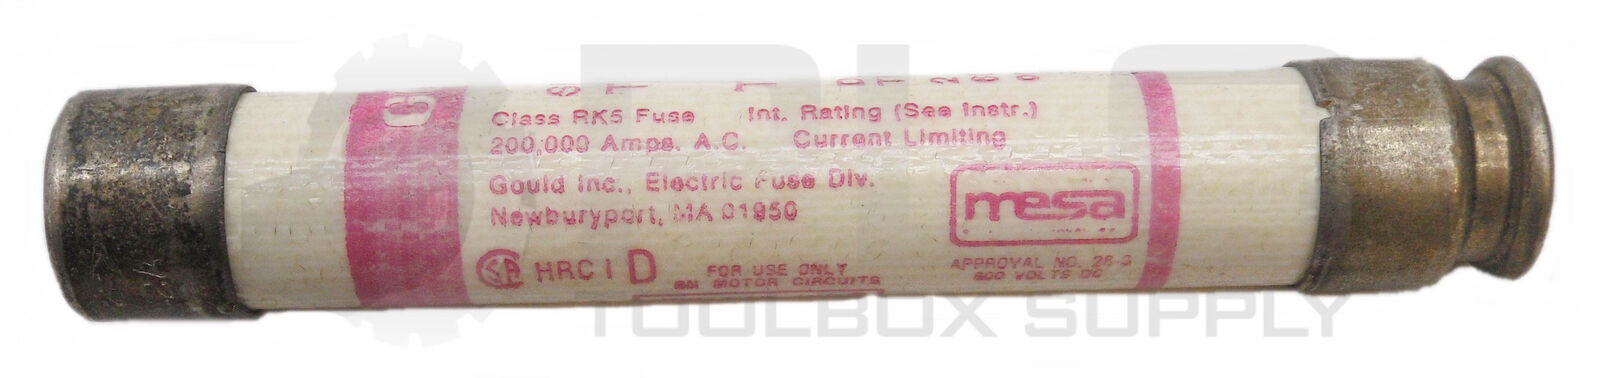 Class RK5 Fuse Int. Rating (See Instr.)
200,000 Amps. A.C. Current Limiting
Gould Inc., Electric Fuse Div.
Newburyport, MA 01950
mesa
HRC I D
FOR USE ONLY
IN MOTOR CIRCUITS
APPROVAL NO. 28-3
600 VOLTS DC
TOOLBOX SUPPLY